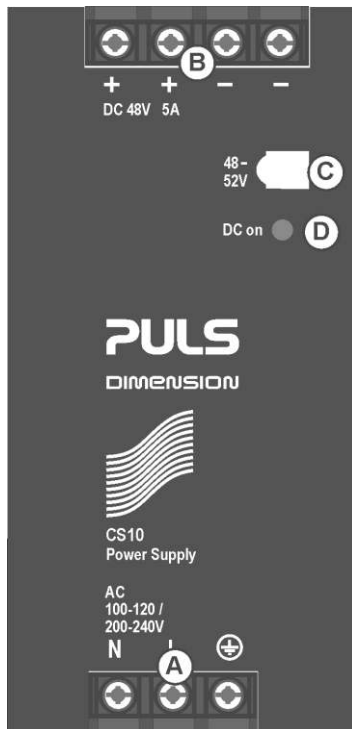 B
+ + – –
DC 48V 5A
48–
52V
C
DC on
D
PULS
DIMENSION
CS10
Power Supply
AC
100-120 /
200-240V
N
A